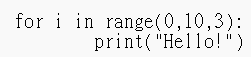 for i in range(0,10,3):
        print("Hello!")